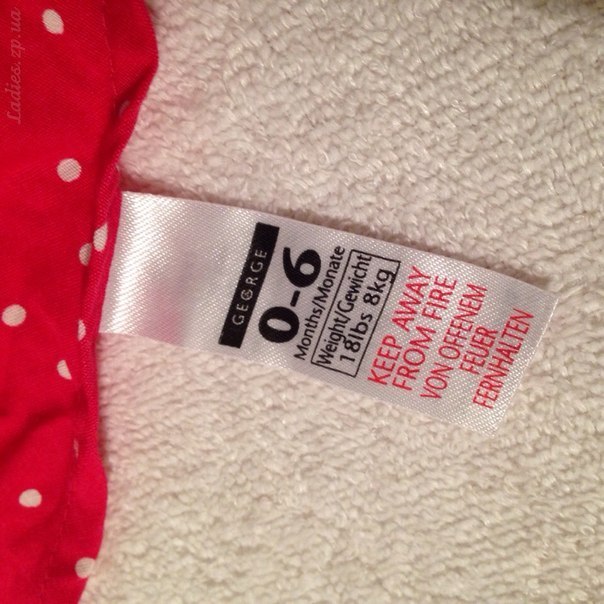 GEORGE
0-6
Months/Monate
Weight/Gewicht
18lbs 8kg
KEEP AWAY
FROM FIRE
VON OFFENEM
FEUER
FERNHALTEN
Ladies.zp.ua